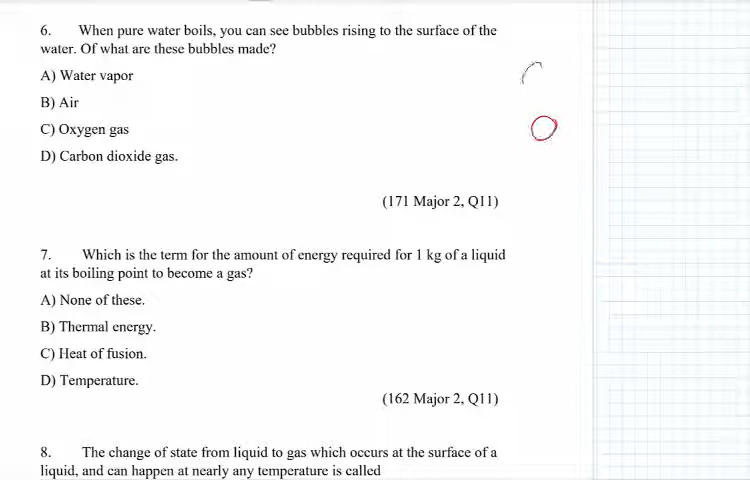 6. When pure water boils, you can see bubbles rising to the surface of the
water. Of what are these bubbles made?
A) Water vapor
B) Air
C) Oxygen gas
D) Carbon dioxide gas.
(171 Major 2, Q11)
7. Which is the term for the amount of energy required for 1 kg of a liquid
at its boiling point to become a gas?
A) None of these.
B) Thermal energy.
C) Heat of fusion.
D) Temperature.
(162 Major 2, Q11)
8. The change of state from liquid to gas which occurs at the surface of a
liquid, and can happen at nearly any temperature is called